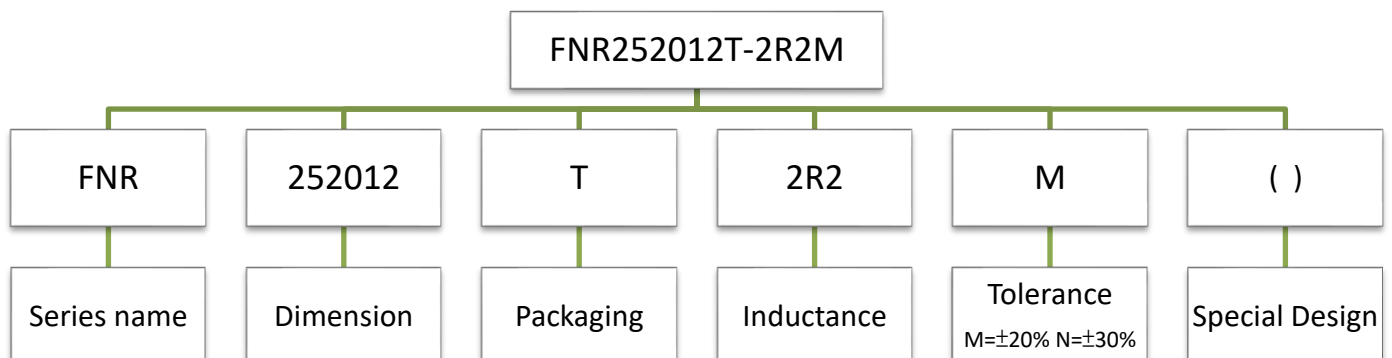 FNR252012T-2R2M
FNR
252012
T
2R2
M
( )
Series name
Dimension
Packaging
Inductance
Tolerance
M=±20% N=±30%
Special Design